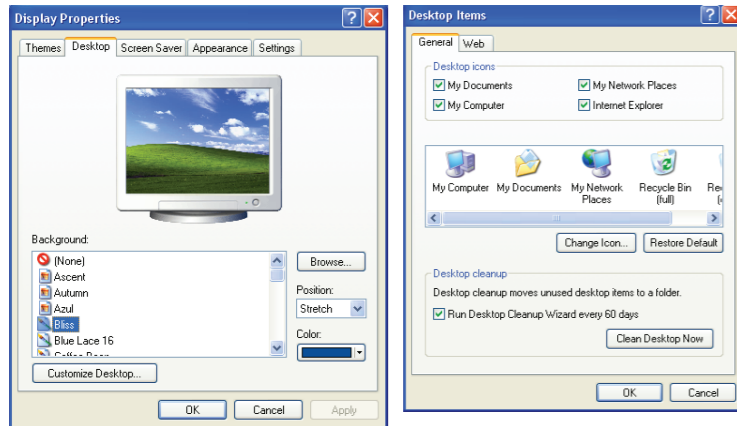 Display Properties
Themes Desktop Screen Saver Appearance Settings
Background:
(None)
Ascent
Autumn
Azul
Bliss
Blue Lace 16
Browse...
Position:
Stretch
Color:
Customize Desktop...
OK Cancel Apply
Desktop Items
General Web
Desktop icons
My Documents My Network Places
My Computer Internet Explorer
My Computer My Documents My Network Places Recycle Bin (full)
Change Icon... Restore Default
Desktop cleanup
Desktop cleanup moves unused desktop items to a folder.
Run Desktop Cleanup Wizard every 60 days
Clean Desktop Now
OK Cancel